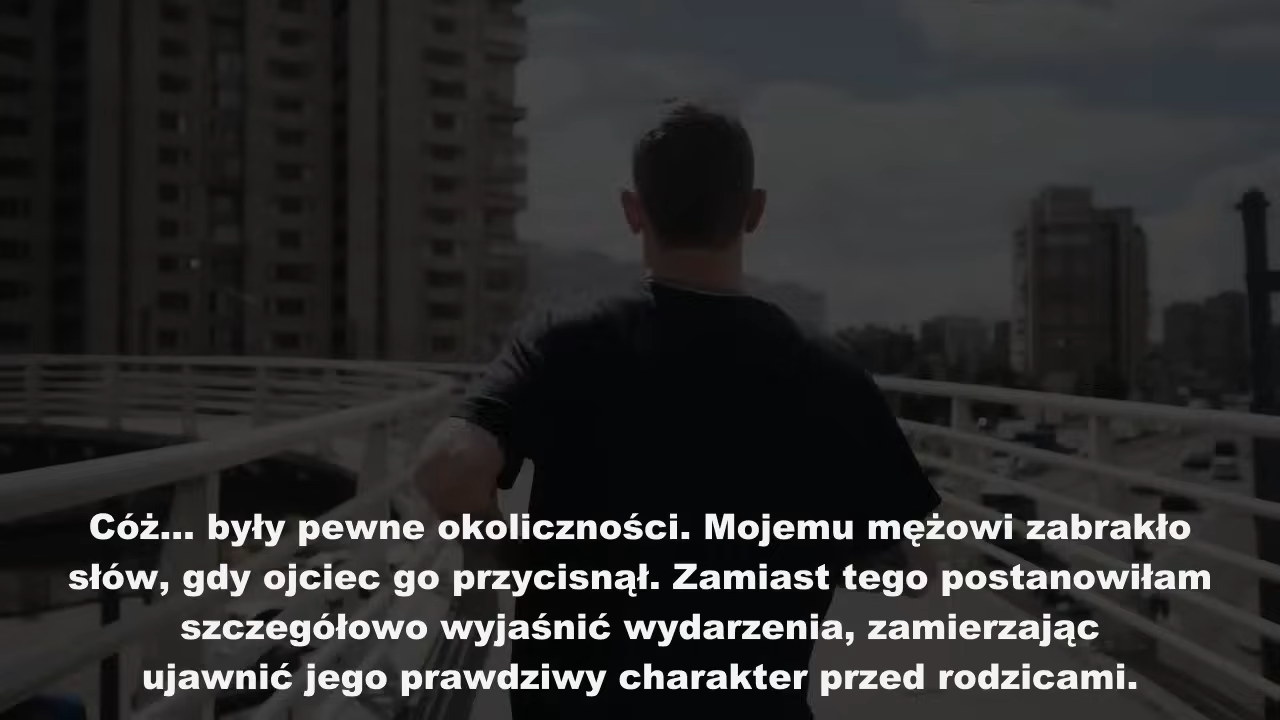 Cóż... były pewne okoliczności. Mojemu mężowi zabrakło
słów, gdy ojciec go przycisnął. Zamiast tego postanowiłam
szczegółowo wyjaśnić wydarzenia, zamierzając
ujawnić jego prawdziwy charakter przed rodzicami.